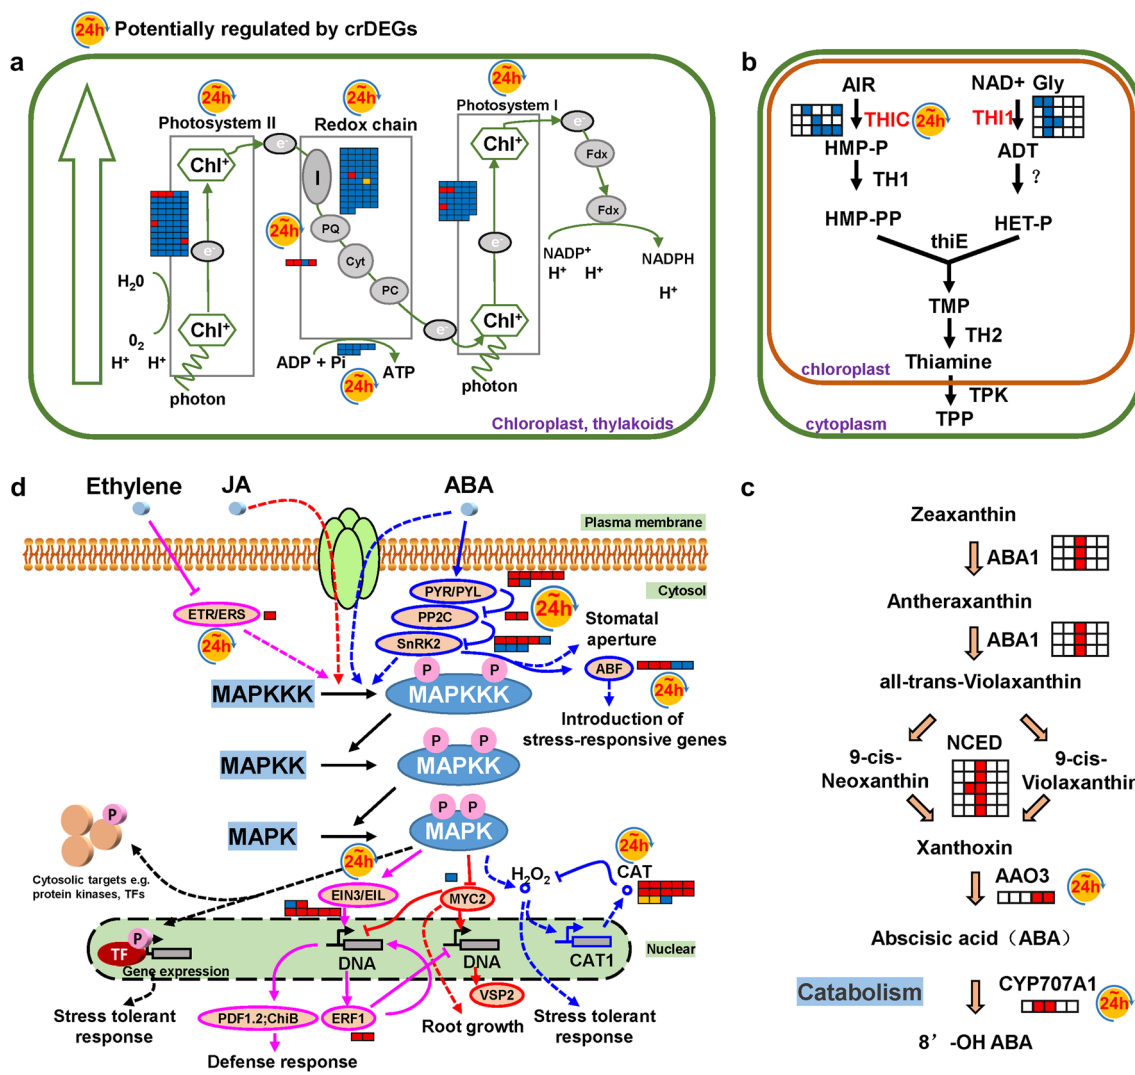 ~
24h
Potentially regulated by crDEGs
a
~
24h
Photosystem II
~
24h
Redox chain
~
24h
Photosystem I
Chl+
e-
I
Chl+
e-
Fdx
Fdx
~
24h
PQ
Cyt
PC
e-
e-
e-
NADP+
H+
H+
NADPH
H+
H20
02
H+
H+
Chl+
Chl+
photon
ADP + Pi
ATP
~
24h
photon
Chloroplast, thylakoids
b
AIR
NAD+ Gly
THIC
~
24h
THI1
HMP-P
ADT
TH1
?
HMP-PP
HET-P
thiE
TMP
TH2
Thiamine
chloroplast
TPK
TPP
cytoplasm
d
Ethylene
JA
ABA
Plasma membrane
Cytosol
PYR/PYL
PP2C
SnRK2
~
24h
ETR/ERS
~
24h
Stomatal
aperture
ABF
~
24h
Introduction of
stress-responsive genes
MAPKKK
P
P
MAPKKK
MAPKK
P
P
MAPKK
MAPK
P
P
MAPK
P
Cytosolic targets e.g.
protein kinases, TFs
~
24h
EIN3/EIL
MYC2
H2O2
~
24h
CAT
Nuclear
P
TF
Gene expression
DNA
DNA
CAT1
Stress tolerant
response
PDF1.2;ChiB
ERF1
VSP2
Root growth
Stress tolerant
response
Defense response
c
Zeaxanthin
ABA1
Antheraxanthin
ABA1
all-trans-Violaxanthin
NCED
9-cis-
Neoxanthin
9-cis-
Violaxanthin
Xanthoxin
AAO3
~
24h
Abscisic acid（ABA）
Catabolism
CYP707A1
~
24h
8’-OH ABA